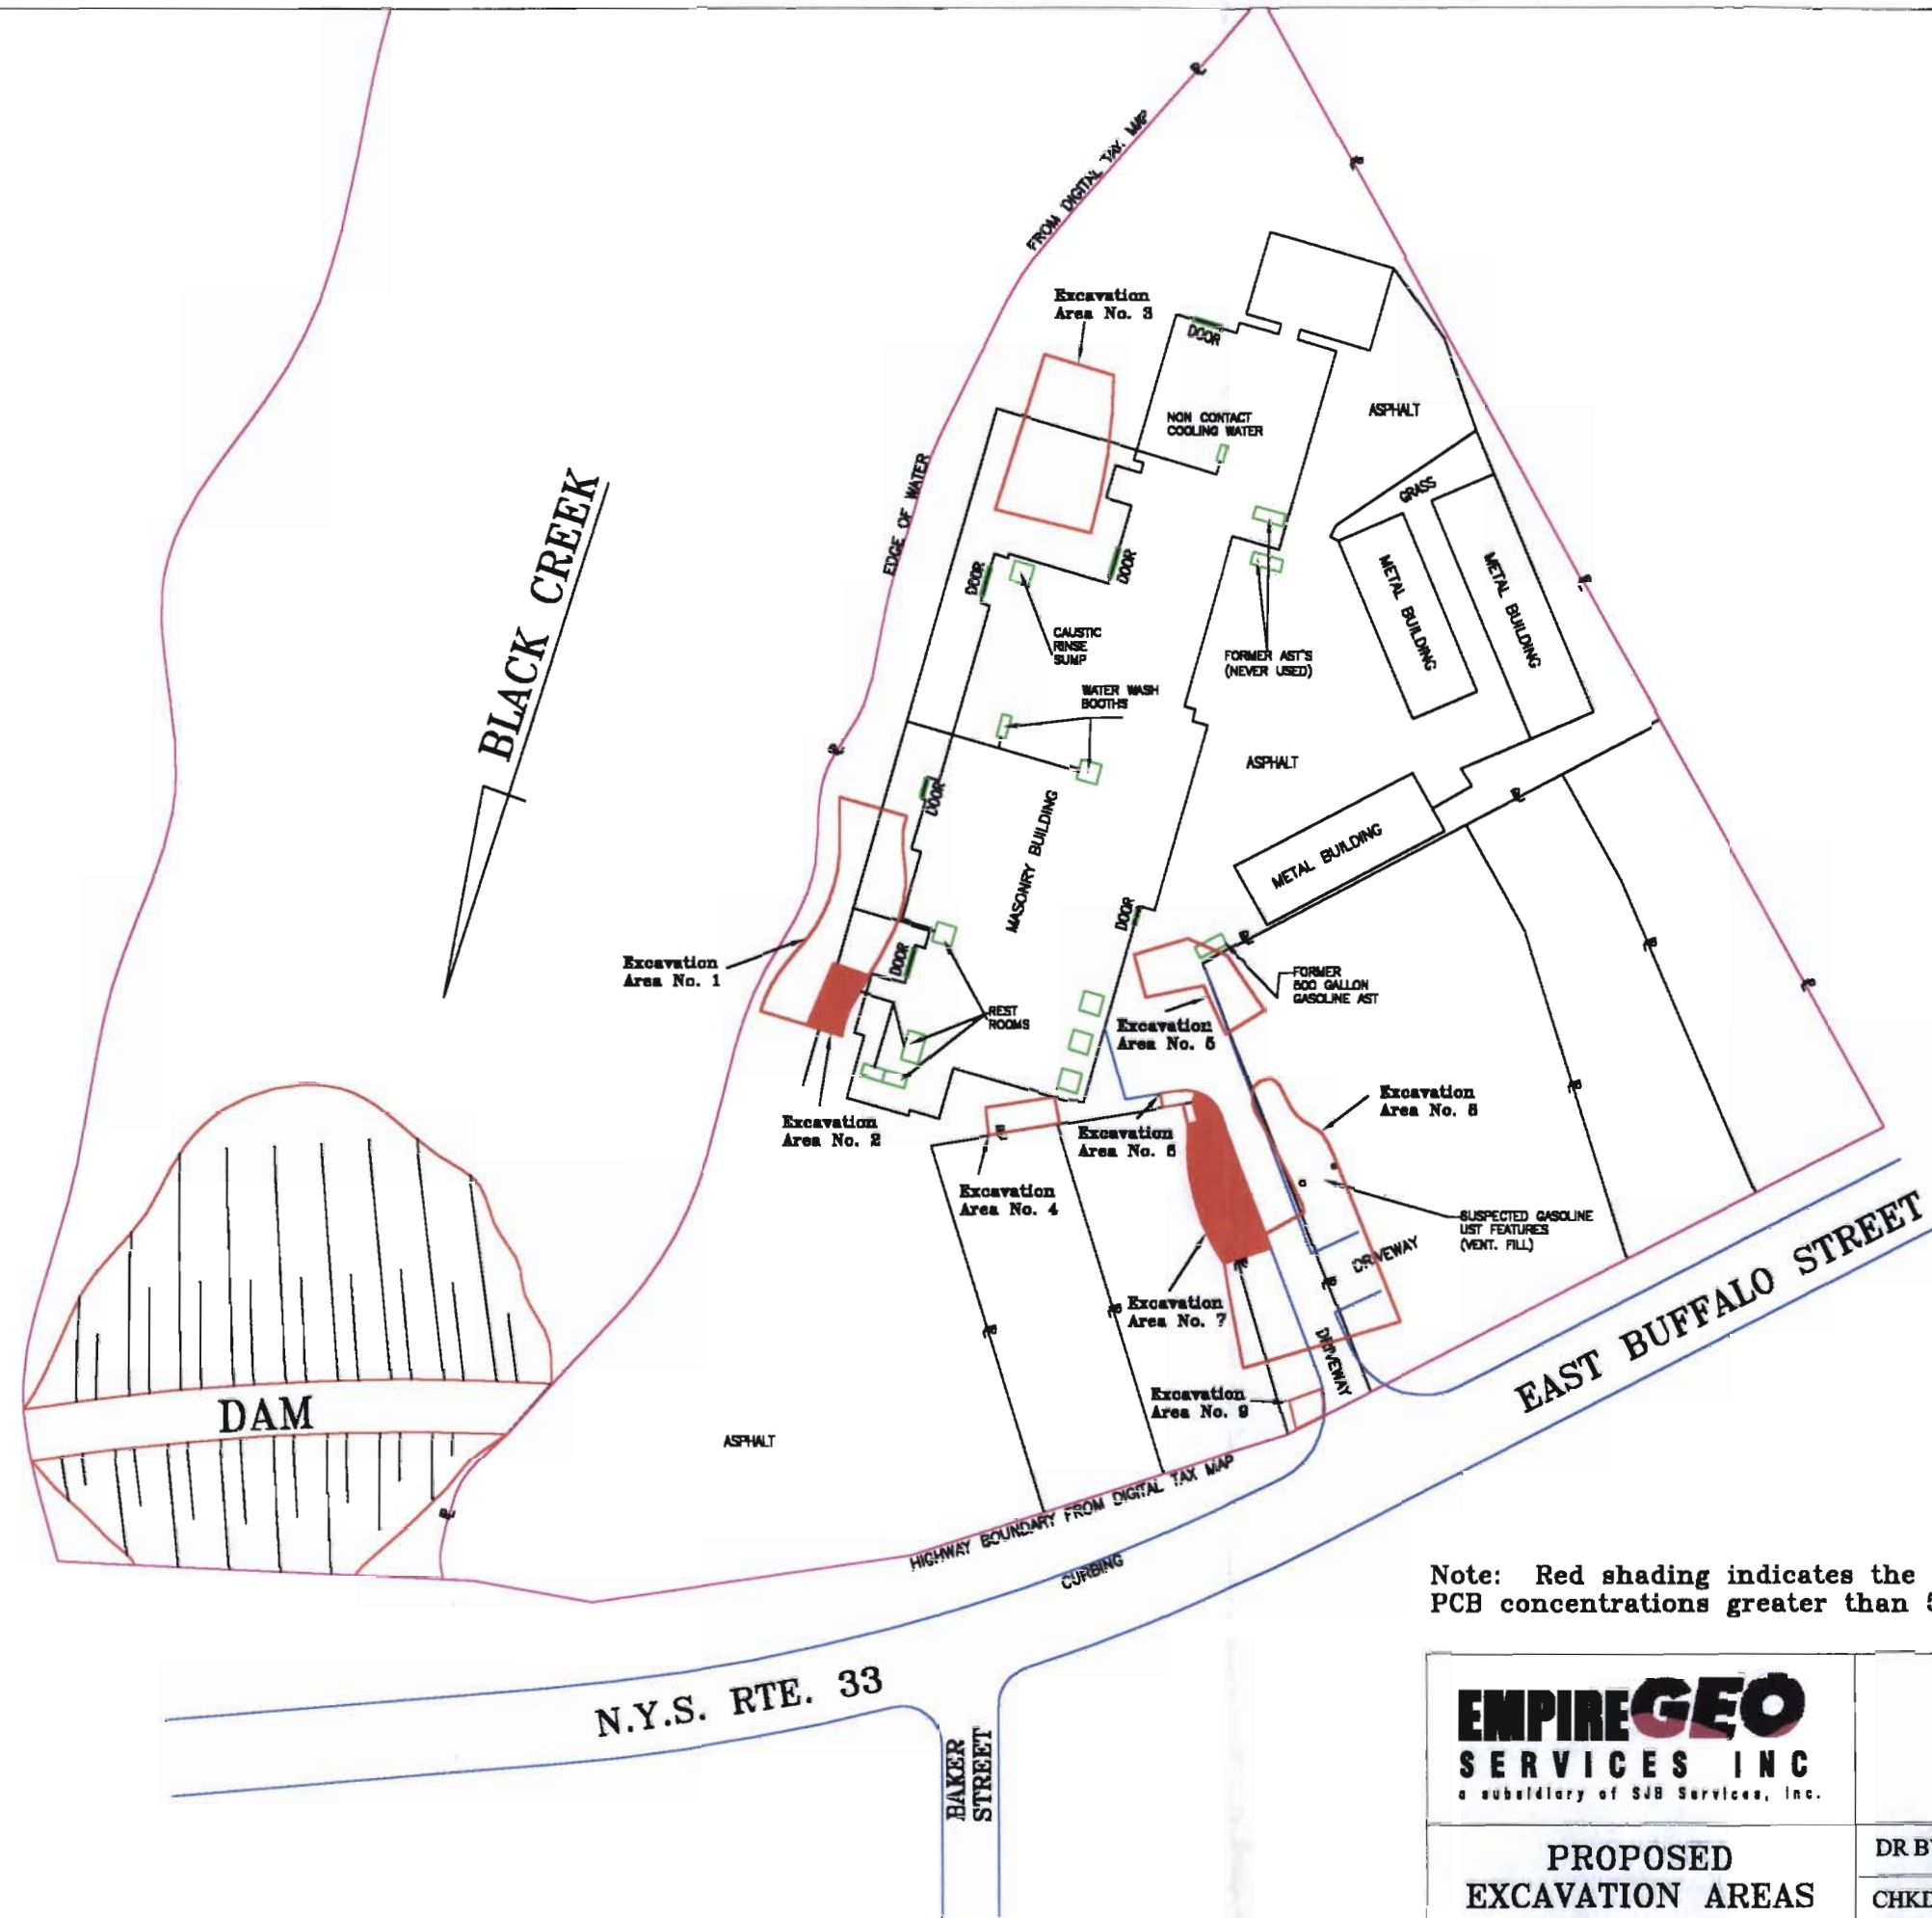 FROM DIGITAL TAX MAP
Excavation
Area No. 3
DOOR
NON CONTACT
COOLING WATER
ASPHALT
EDGE OF WATER
GRASS
BLACK CREEK
DOOR
DOOR
METAL BUILDING
METAL BUILDING
CAUSTIC
RINSE
SUMP
FORMER AST'S
(NEVER USED)
WATER WASH
BOOTHS
ASPHALT
DOOR
MASONRY BUILDING
METAL BUILDING
DOOR
DOOR
Excavation
Area No. 1
FORMER
500 GALLON
GASOLINE AST
REST
ROOMS
Excavation
Area No. 5
Excavation
Area No. 8
Excavation
Area No. 2
Excavation
Area No. 6
Excavation
Area No. 4
SUSPECTED GASOLINE
UST FEATURES
(VENT. FILL)
DRIVEWAY
Excavation
Area No. 7
DRIVEWAY
EAST BUFFALO STREET
Excavation
Area No. 9
DAM
ASPHALT
HIGHWAY BOUNDARY FROM DIGITAL TAX MAP
CURBING
Note: Red shading indicates the
PCB concentrations greater than
N.Y.S. RTE. 33
BAKER
STREET
EMPIRE GEO
SERVICES INC
a subsidiary of SJB Services, Inc.
PROPOSED
EXCAVATION AREAS
DR BY
CHKD